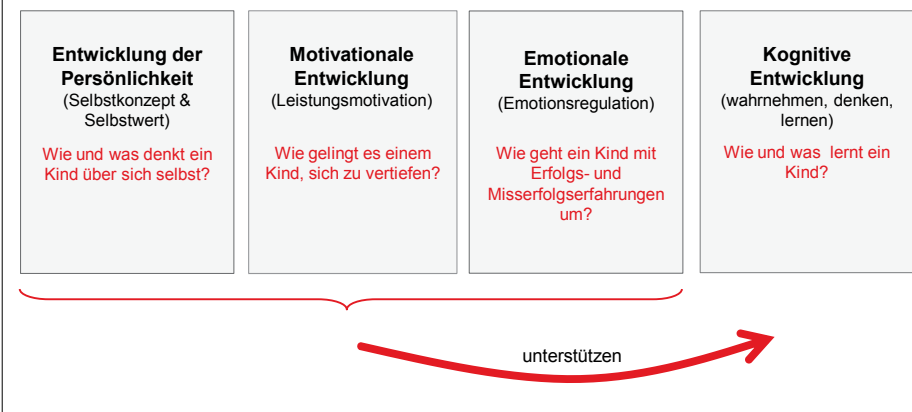 Entwicklung der
Persönlichkeit
(Selbstkonzept &
Selbstwert)
Wie und was denkt ein
Kind über sich selbst?
Motivationale
Entwicklung
(Leistungsmotivation)
Wie gelingt es einem
Kind, sich zu vertiefen?
Emotionale
Entwicklung
(Emotionsregulation)
Wie geht ein Kind mit
Erfolgs- und
Misserfolgserfahrungen
um?
Kognitive
Entwicklung
(wahrnehmen, denken,
lernen)
Wie und was lernt ein
Kind?
unterstützen